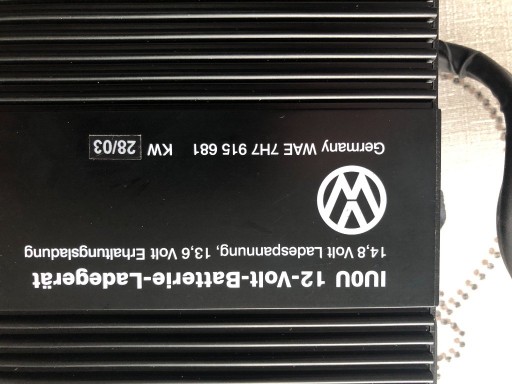 IU0U 12-Volt-Batterie-Ladegerät
14,8 Volt Ladespannung, 13,6 Volt Erhaltungsladung
Germany WAE 7H7 915 681 KW 28/03